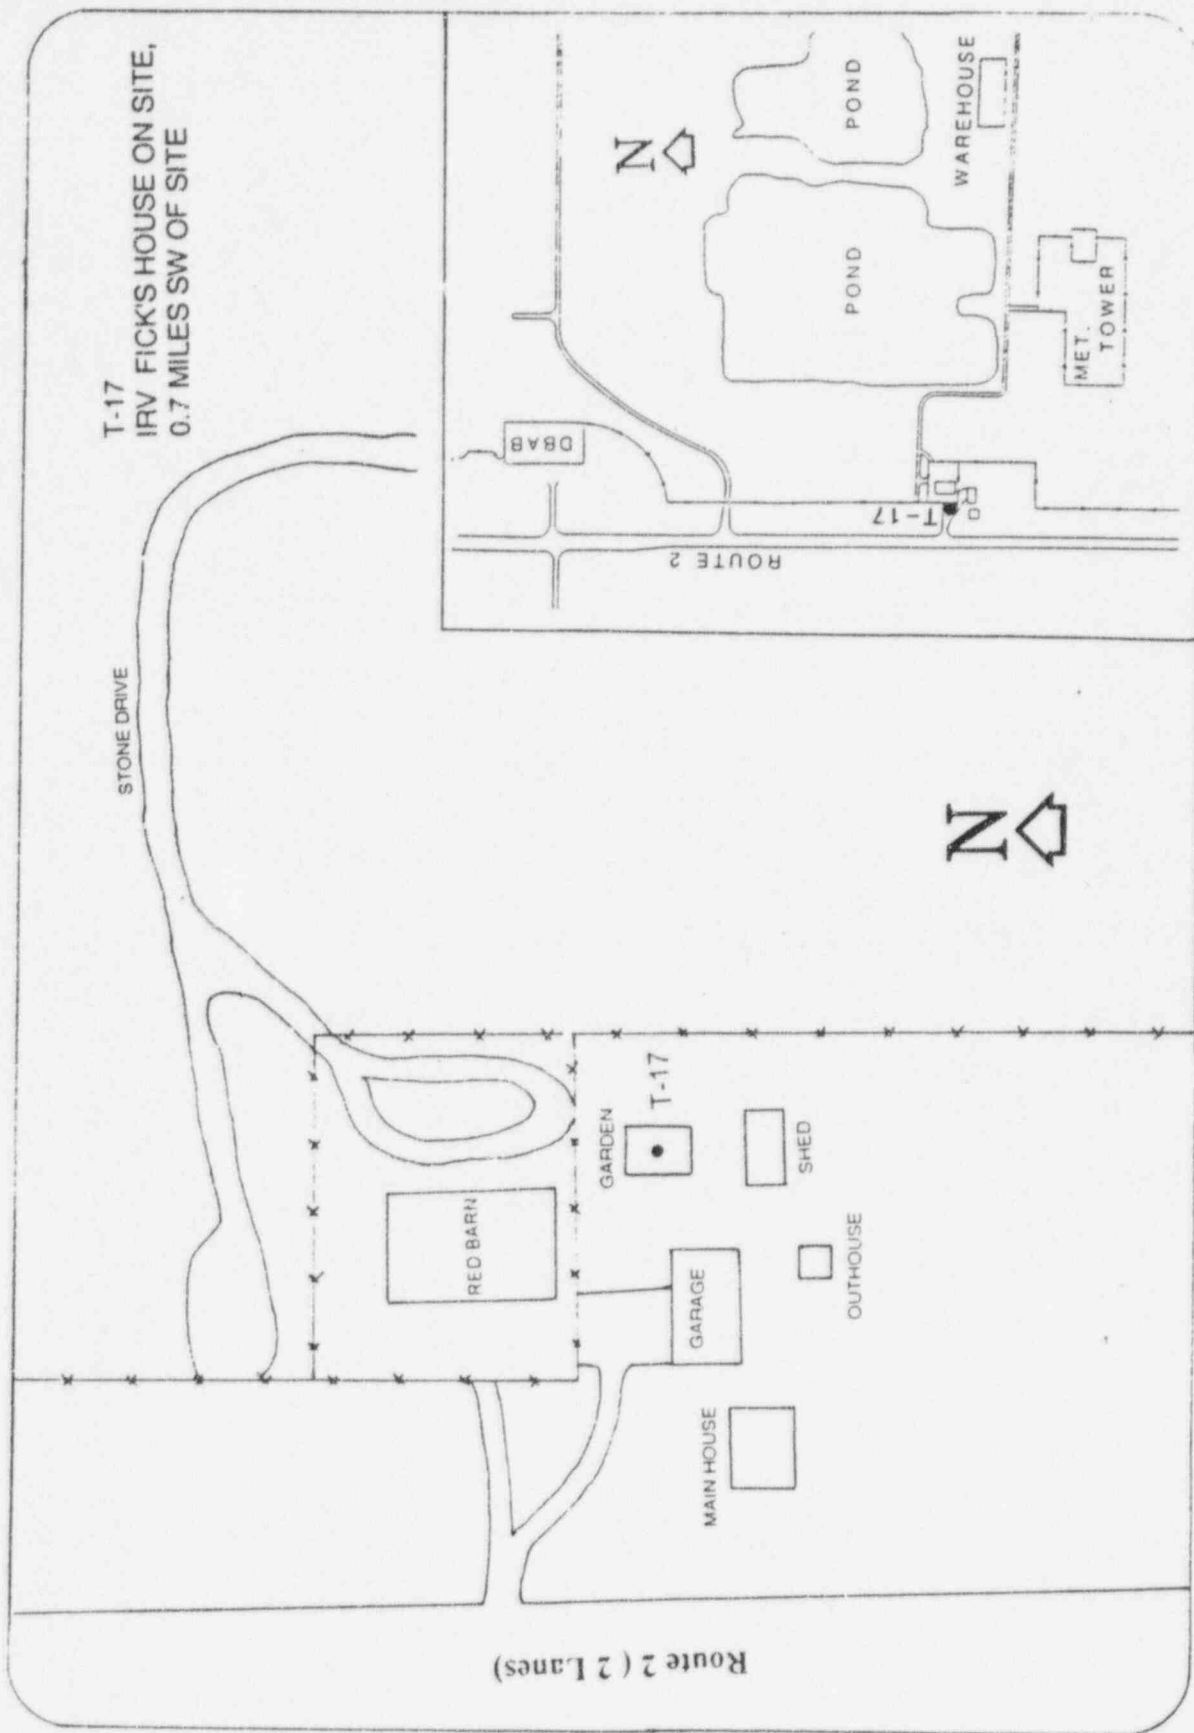 T-17
IRV FICK'S HOUSE ON SITE,
0.7 MILES SW OF SITE
STONE DRIVE
N
POND
POND
WAREHOUSE
DBAB
MET.
TOWER
T-17
ROUTE 2
N
GARDEN
T-17
RED BARN
SHED
GARAGE
OUTHOUSE
MAIN HOUSE
Route 2 ( 2 Lanes)